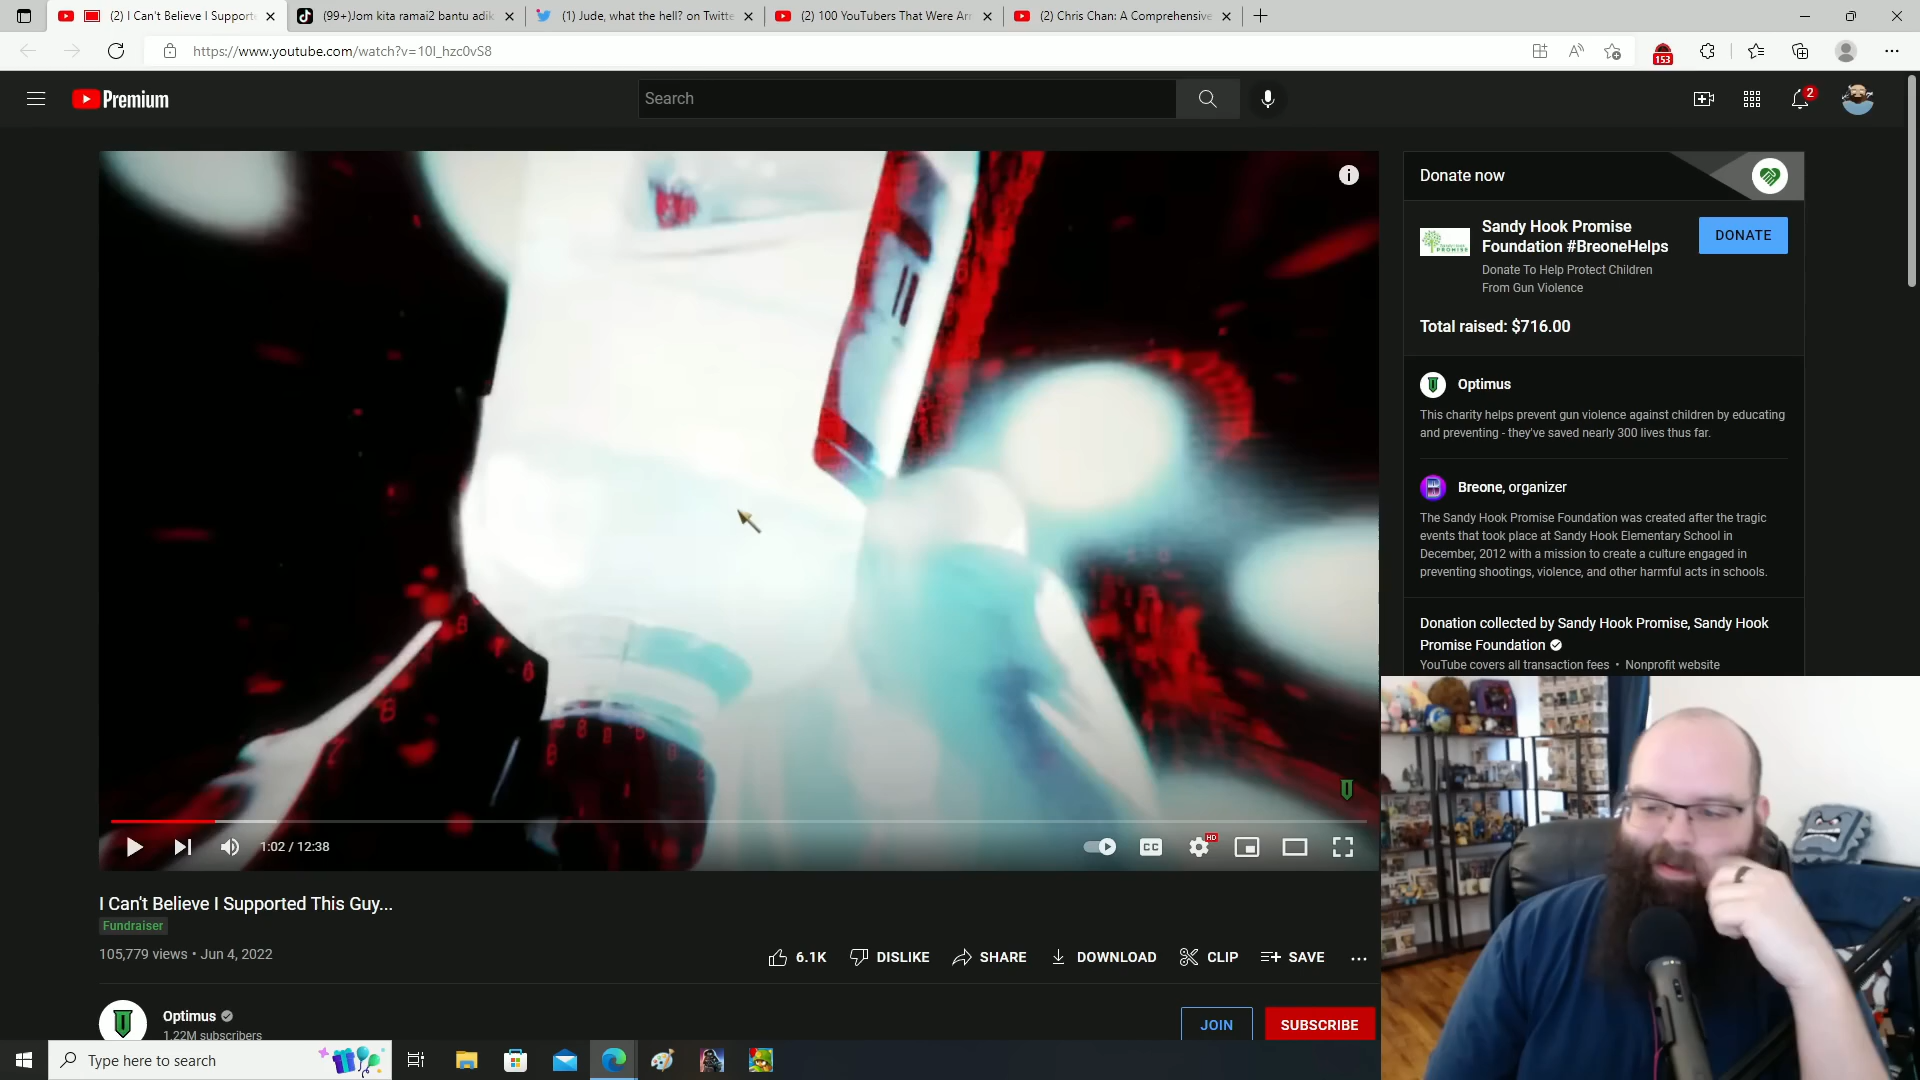 (2) I Can't Believe I Support
(99+)Jom kita ramai2 bantu adik
(1) Jude, what the hell? on Twitte
(2) 100 YouTubers That Were Arr
(2) Chris Chan: A Comprehensive
https://www.youtube.com/watch?v=10I_hzc0vS8
153
Premium
Search
2
Donate now
Sandy Hook Promise
Foundation #BreoneHelps
DONATE
Donate To Help Protect Children
From Gun Violence
Total raised: $716.00
Optimus
This charity helps prevent gun violence against children by educating
and preventing - they've saved nearly 300 lives thus far.
Breone, organizer
The Sandy Hook Promise Foundation was created after the tragic
events that took place at Sandy Hook Elementary School in
December, 2012 with a mission to create a culture engaged in
preventing shootings, violence, and other harmful acts in schools.
Donation collected by Sandy Hook Promise, Sandy Hook
Promise Foundation
YouTube covers all transaction fees • Nonprofit website
1:02 / 12:38
CC
HD
I Can't Believe I Supported This Guy...
Fundraiser
105,779 views • Jun 4, 2022
6.1K
DISLIKE
SHARE
DOWNLOAD
CLIP
SAVE
Optimus
1.22M subscribers
JOIN
SUBSCRIBE
Type here to search